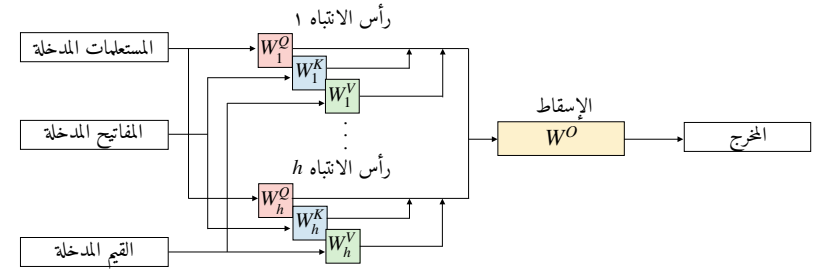 رأس الانتباه ١
المستعلمات المدخلة
W_1^Q
W_1^K
W_1^V
المفاتيح المدخلة
⋮
الإسقاط
W^O
المخرج
رأس الانتباه h
W_h^Q
W_h^K
W_h^V
القيم المدخلة